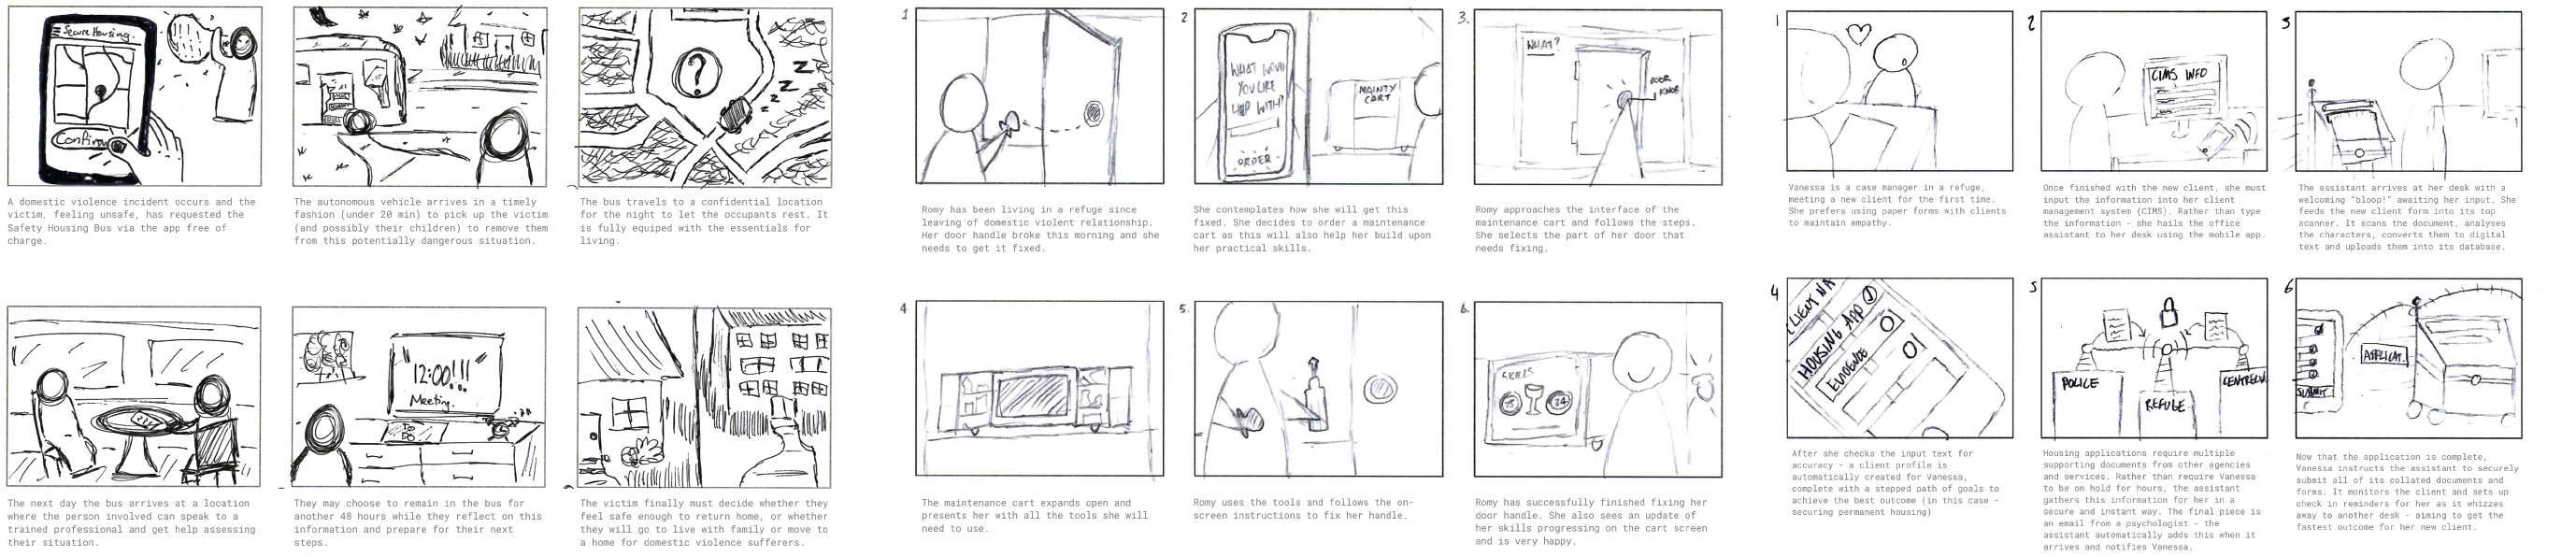 Secure Housing.
Confirm
A domestic violence incident occurs and the
victim, feeling unsafe, has requested the
Safety Housing Bus via the app free of
charge.
The autonomous vehicle arrives in a timely
fashion (under 20 min) to pick up the victim
(and possibly their children) to remove them
from this potentially dangerous situation.
?
z z z z
The bus travels to a confidential location
for the night to let the occupants rest. It
is fully equipped with the essentials for
living.
The next day the bus arrives at a location
where the person involved can speak to a
trained professional and get help assessing
their situation.
12:00!!!
Meeting.
TO
DO
They may choose to remain in the bus for
another 48 hours while they reflect on this
information and prepare for their next
steps.
The victim finally must decide whether they
feel safe enough to return home, or whether
they will go to live with family or move to
a home for domestic violence sufferers.
1
Romy has been living in a refuge since
leaving of domestic violent relationship.
Her door handle broke this morning and she
needs to get it fixed.
2
WHAT WOULD
YOU LIKE
HELP WITH?
ORDER
MAINTY
CART
She contemplates how she will get this
fixed. She decides to order a maintenance
cart as this will also help her build upon
her practical skills.
3.
WHAT?
DOOR
KNOB
Romy approaches the interface of the
maintenance cart and follows the steps.
She selects the part of her door that
needs fixing.
4
The maintenance cart expands open and
presents her with all the tools she will
need to use.
5.
Romy uses the tools and follows the on-
screen instructions to fix her handle.
6.
SKILLS
Romy has successfully finished fixing her
door handle. She also sees an update of
her skills progressing on the cart screen
and is very happy.
1
Vanessa is a case manager in a refuge,
meeting a new client for the first time.
She prefers using paper forms with clients
to maintain empathy.
2
CIMS INFO
Once finished with the new client, she must
input the information into her client
management system (CIMS). Rather than type
the information - she hails the office
assistant to her desk using the mobile app.
3
The assistant arrives at her desk with a
welcoming "bloop!" awaiting her input. She
feeds the new client form into its top
scanner. It scans the document, analyses
the characters, converts them to digital
text and uploads them into its database.
4
CLIENT NA
HOUSING APP
EVIDENCE
After she checks the input text for
accuracy - a client profile is
automatically created for Vanessa,
complete with a stepped path of goals to
achieve the best outcome (in this case -
securing permanent housing)
5
POLICE
REFUGE
Housing applications require multiple
supporting documents from other agencies
and services. Rather than require Vanessa
to be on hold for hours, the assistant
gathers this information for her in a
secure and instant way. The final piece is
an email from a psychologist - the
assistant automatically adds this when it
arrives and notifies Vanessa.
6
SUBMIT
APPLICAT.
Now that the application is complete,
Vanessa instructs the assistant to securely
submit all of its collated documents and
forms. It monitors the client and sets up
check in reminders for her as it whizzes
away to another desk - aiming to get the
fastest outcome for her new client.